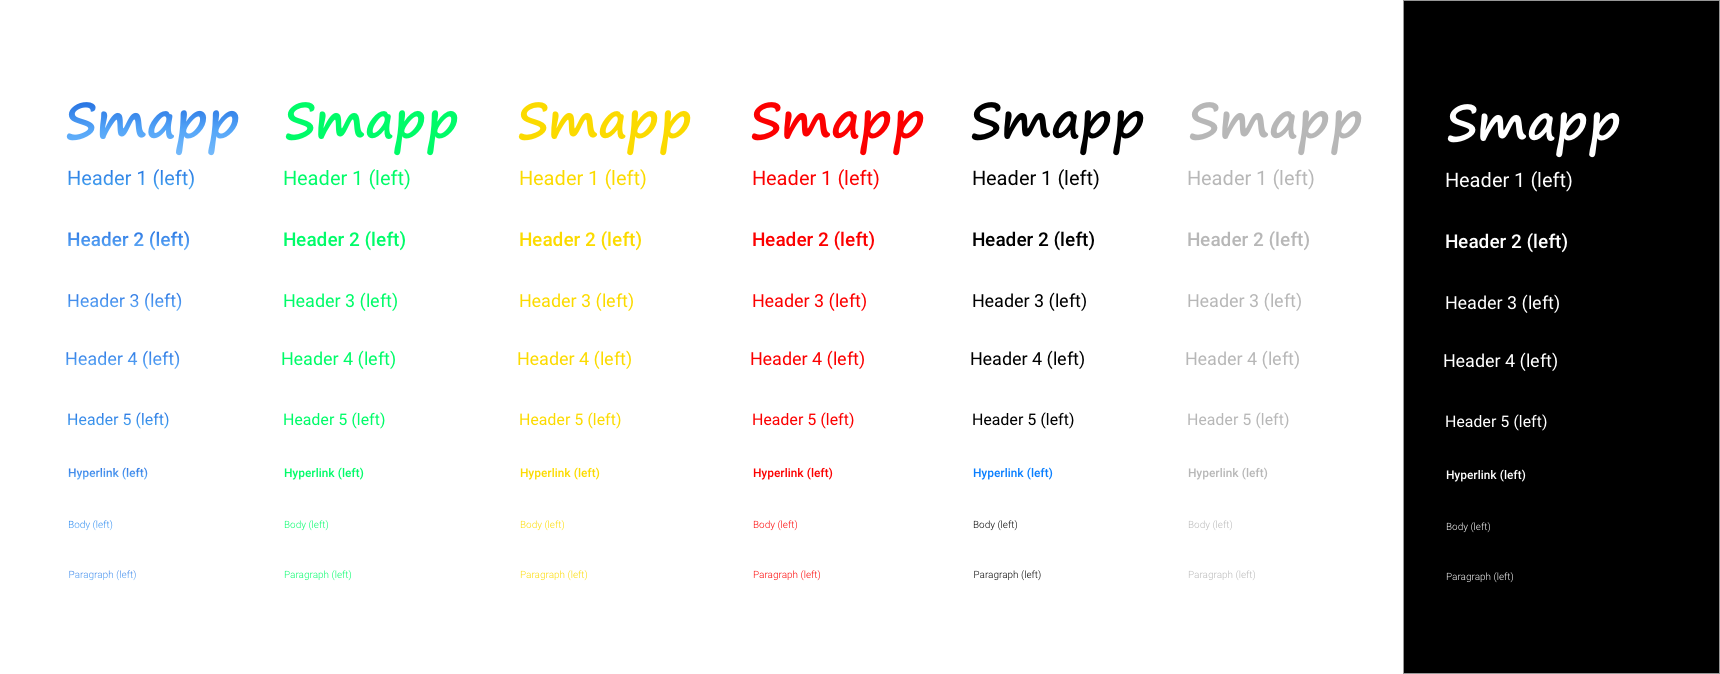 Smapp Smapp Smapp Smapp Smapp Smapp Smapp
Header 1 (left) Header 1 (left) Header 1 (left) Header 1 (left) Header 1 (left) Header 1 (left) Header 1 (left)
Header 2 (left) Header 2 (left) Header 2 (left) Header 2 (left) Header 2 (left) Header 2 (left) Header 2 (left)
Header 3 (left) Header 3 (left) Header 3 (left) Header 3 (left) Header 3 (left) Header 3 (left) Header 3 (left)
Header 4 (left) Header 4 (left) Header 4 (left) Header 4 (left) Header 4 (left) Header 4 (left) Header 4 (left)
Header 5 (left) Header 5 (left) Header 5 (left) Header 5 (left) Header 5 (left) Header 5 (left) Header 5 (left)
Hyperlink (left) Hyperlink (left) Hyperlink (left) Hyperlink (left) Hyperlink (left) Hyperlink (left) Hyperlink (left)
Body (left) Body (left) Body (left) Body (left) Body (left) Body (left) Body (left)
Paragraph (left) Paragraph (left) Paragraph (left) Paragraph (left) Paragraph (left) Paragraph (left) Paragraph (left)